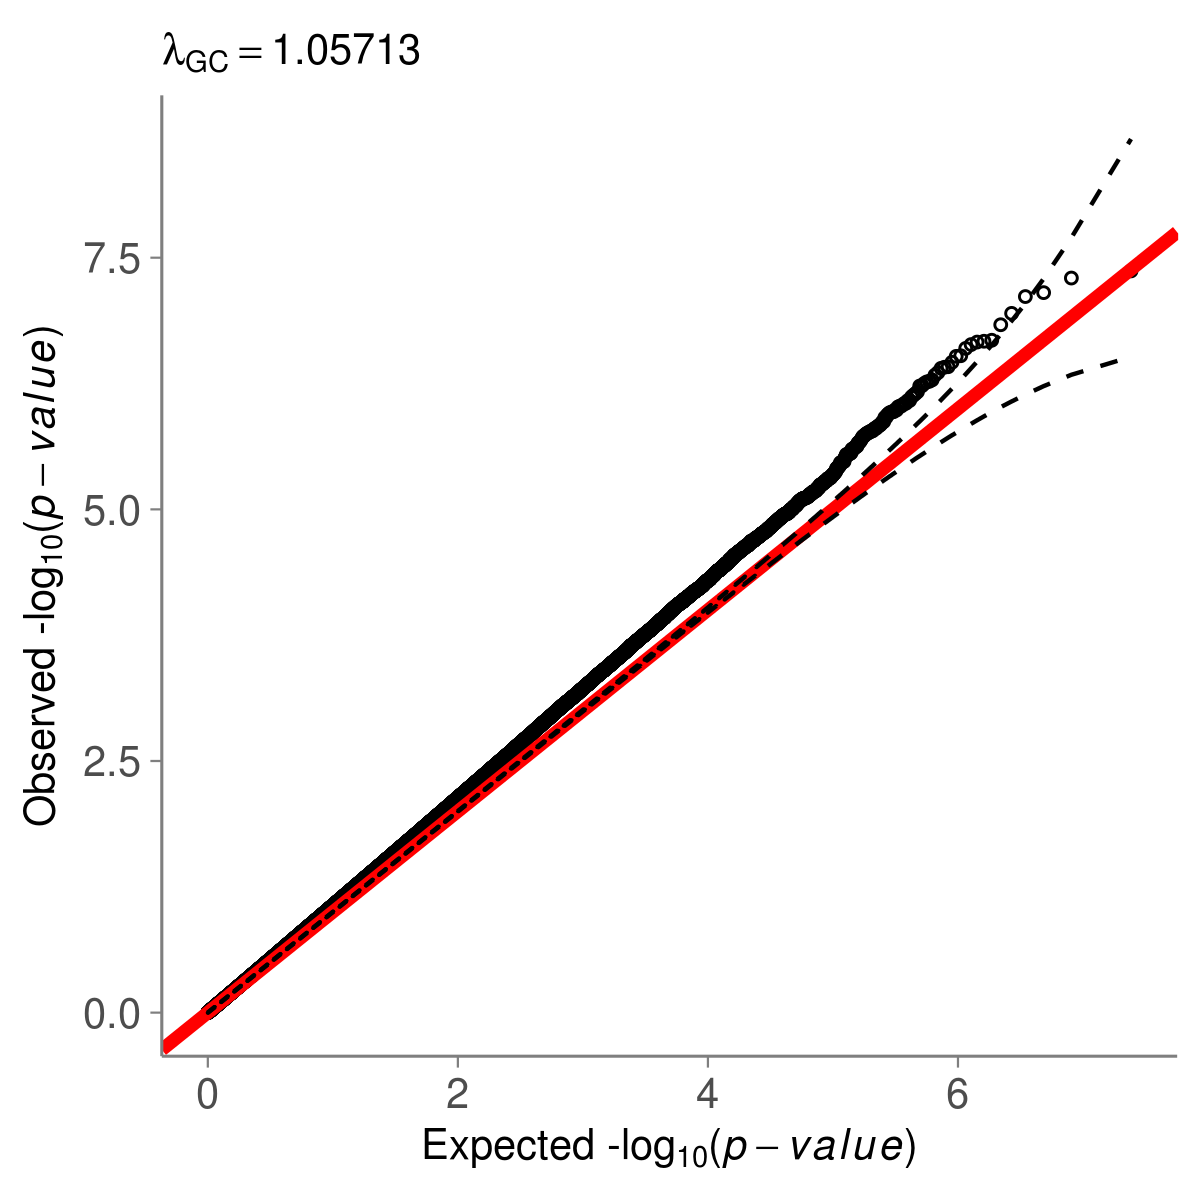 λGC = 1.05713
Observed -log10(p − value)
7.5
5.0
2.5
0.0
0 2 4 6
Expected -log10(p − value)